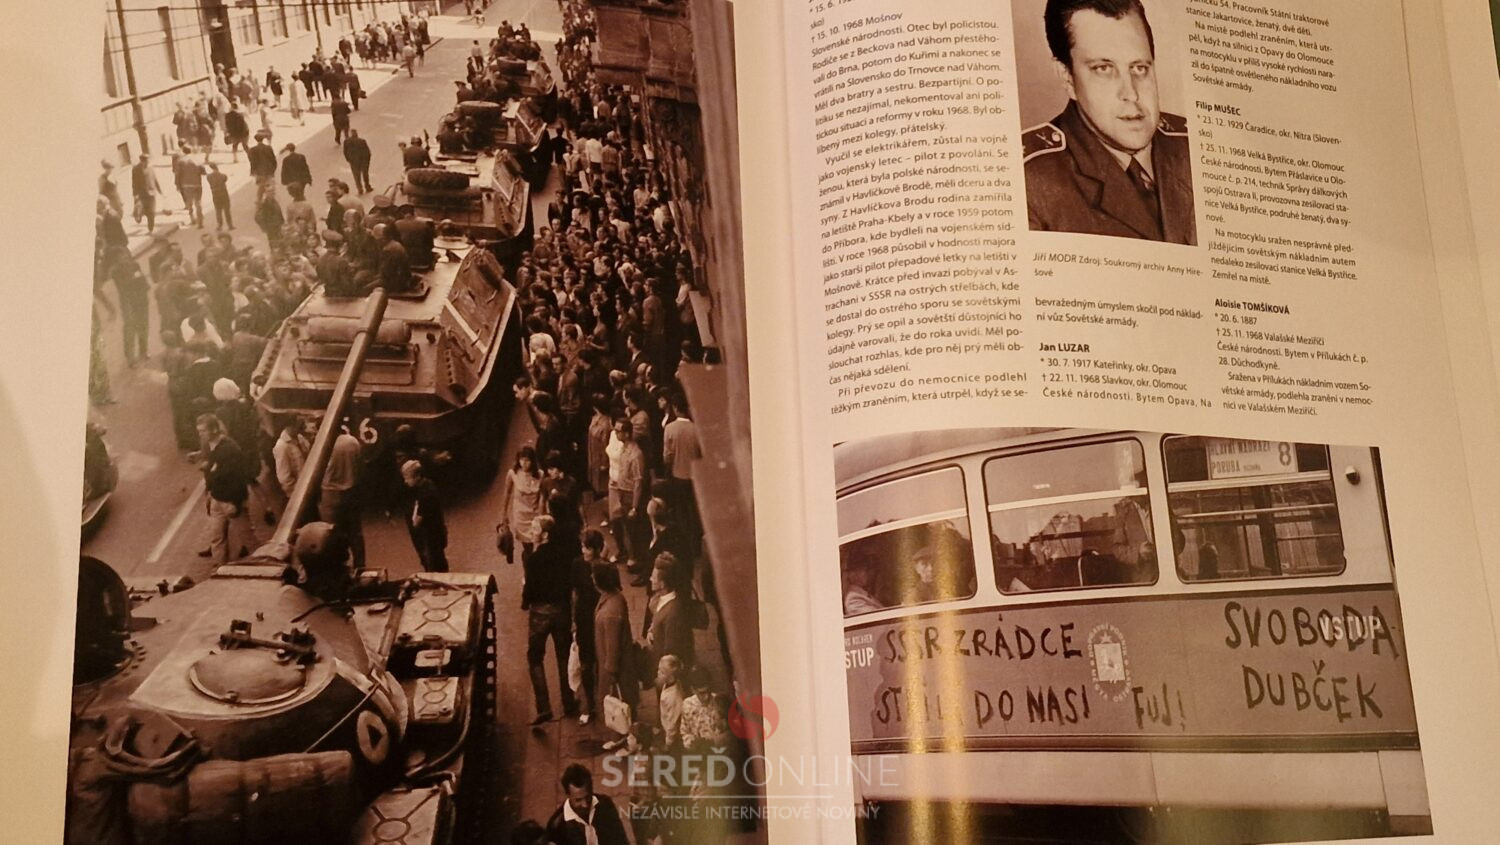 * 15. 6.
sko)
† 15. 10. 1968 Mošnov
Slovenské národnosti. Otec byl policistou.
Rodiče se z Beckova nad Váhom přestěho-
vali do Brna, potom do Kuřimi a nakonec se
vrátili na Slovensko do Trnovce nad Váhom.
Měl dva bratry a sestru. Bezpartijní. O po-
litiku se nezajímal, nekomentoval ani poli-
tickou situaci a reformy v roku 1968. Byl ob-
líbený mezi kolegy, přátelský.
Vyučil se elektrikářem, zůstal na vojně
jako vojenský letec – pilot z povolání. Se
ženou, která byla polské národnosti, se se-
známil v Havlíčkově Brodě, měli dceru a dva
syny. Z Havlíčkova Brodu rodina zamířila
na letiště Praha-Kbely a v roce 1959 potom
do Příbora, kde bydleli na vojenském síd-
lišti. V roce 1968 působil v hodnosti majora
jako starší pilot přepadové letky na letišti v
Mošnově. Krátce před invazí pobýval v As-
trachani v SSSR na ostrých střelbách, kde
se dostal do ostrého sporu se sovětskými
kolegy. Prý se opil a sovětští důstojníci ho
údajně varovali, že do roka uvidí. Měl po-
slouchat rozhlas, kde pro něj prý měli ob-
čas nějaká sdělení.
Při převozu do nemocnice podlehl
těžkým zraněním, která utrpěl, když se se-
Jiří MODR Zdroj: Soukromý archiv Anny Hire-
šové
bevražedným úmyslem skočil pod náklad-
ní vůz Sovětské armády.
Jan LUZAR
* 30. 7. 1917 Kateřinky, okr. Opava
† 22. 11. 1968 Slavkov, okr. Olomouc
České národnosti. Bytem Opava, Na
54. Pracovník Státní traktorové
stanice Jakartovice, ženatý, dvě děti.
Na místě podlehl zraněním, která utr-
pěl, když na silnici z Opavy do Olomouce
na motocyklu v příliš vysoké rychlosti nara-
zil do špatně osvětleného nákladního vozu
Sovětské armády.
Filip MUŠEC
* 23. 12. 1929 Čaradice, okr. Nitra (Sloven-
sko)
† 25. 11. 1968 Velká Bystřice, okr. Olomouc
České národnosti. Bytem Přáslavice u Olo-
mouce č. p. 214, technik Správy dálkových
spojů Ostrava II, provozovna zesilovací sta-
nice Velká Bystřice, podruhé ženatý, dva sy-
nové.
Na motocyklu sražen nesprávně před-
jíždějícím sovětským nákladním autem
nedaleko zesilovací stanice Velká Bystřice.
Zemřel na místě.
Aloisie TOMŠÍKOVÁ
* 20. 6. 1887
† 25. 11. 1968 Valašské Meziříčí
České národnosti. Bytem v Přílukách č. p.
28. Důchodkyně.
Sražena v Přílukách nákladním vozem So-
větské armády, podlehla zranění v nemoc-
nici ve Valašském Meziříčí.
HLAVNÍ NÁDRAŽÍ
PORUBA
8
VSTUP
SSSR ZRÁDCE
DO NASI FUJ!
SVOBODA
VSTUP
DUBČEK
SEREĎONLINE
NEZÁVISLÉ INTERNETOVÉ NOVINY